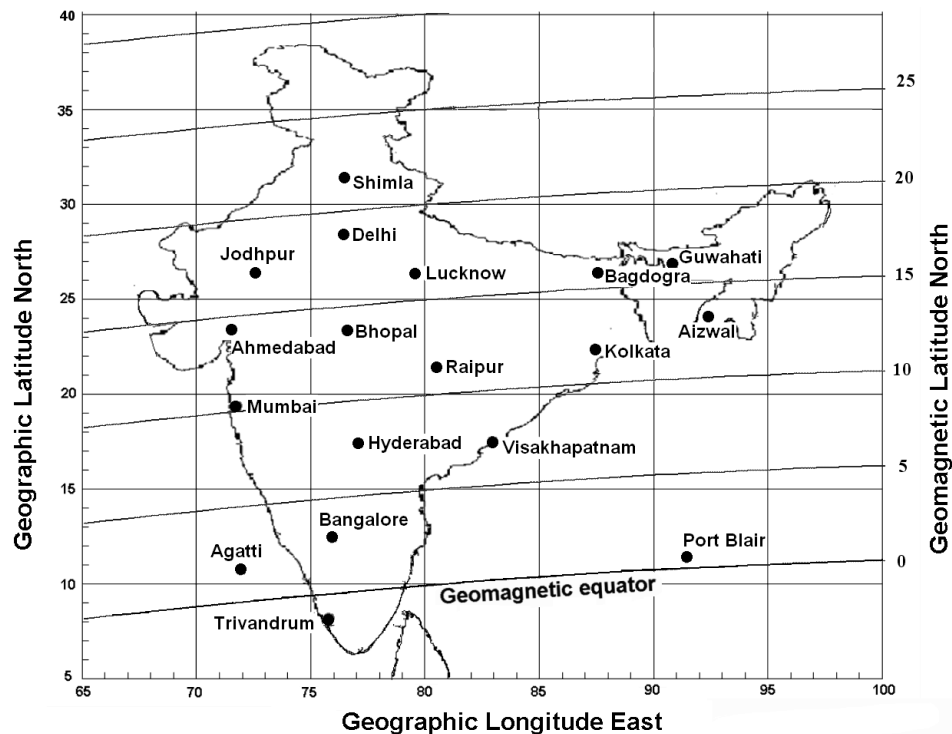 40
35
25
Shimla
30
20
Delhi
Jodhpur
Guwahati
Lucknow
Bagdogra
25
15
Ahmedabad
Bhopal
Aizwal
Kolkata
Raipur
20
10
Mumbai
Hyderabad
Visakhapatnam
15
5
Bangalore
Port Blair
Agatti
10
0
Geomagnetic equator
Trivandrum
5
65 70 75 80 85 90 95 100
Geographic Longitude East
Geographic Latitude North
Geomagnetic Latitude North